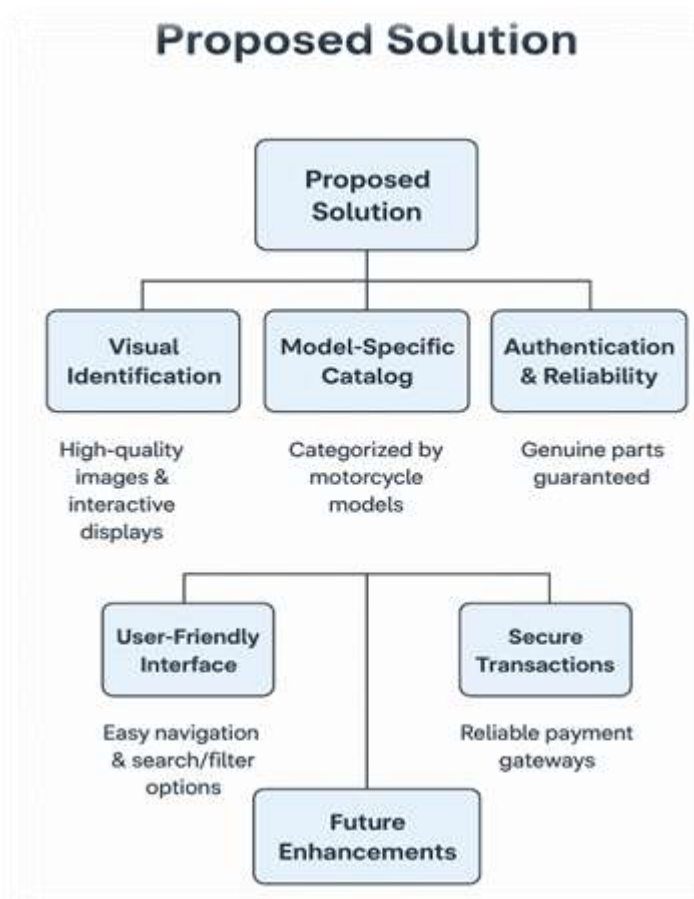 Proposed Solution
Proposed
Solution
Visual
Identification
Model-Specific
Catalog
Authentication
& Reliability
High-quality
images &
interactive
displays
Categorized by
motorcycle
models
Genuine parts
guaranteed
User-Friendly
Interface
Secure
Transactions
Easy navigation
& search/filter
options
Reliable payment
gateways
Future
Enhancements